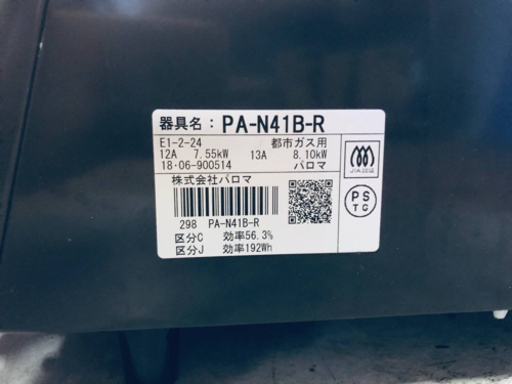 器具名: PA-N41B-R
E1-2-24 都市ガス用
12A 7.55kW 13A 8.10kW
18・06-900514 パロマ
株式会社パロマ
298 PA-N41B-R
区分C 効率56.3%
区分J 効率192Wh
PS
TG